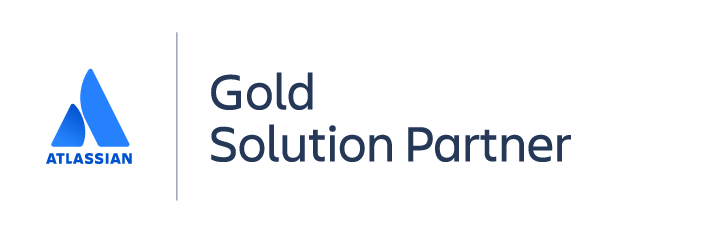 ATLASSIAN
Gold
Solution Partner